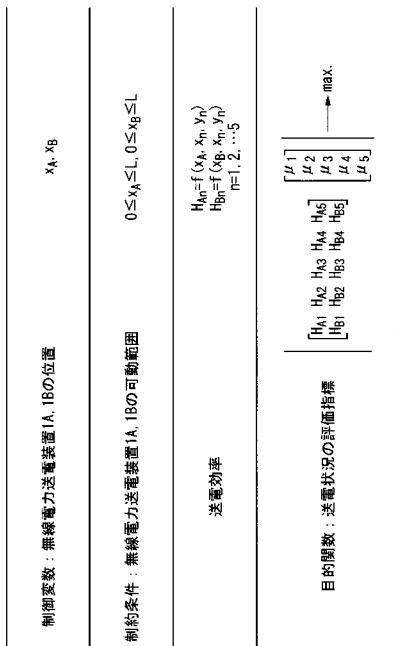 制御変数：無線電力送電装置1A,1Bの位置 xA, xB
制約条件：無線電力送電装置1A,1Bの可動範囲 0≦xA≦L, 0≦xB≦L
送電効率
HAn=f(xA, xn, yn)
HBn=f(xB, xn, yn)
n=1, 2, …5
目的関数：送電状況の評価指標
HA1 HA2 HA3 HA4 HA5
HB1 HB2 HB3 HB4 HB5
μ1
μ2
μ3
μ4
μ5
→ max.